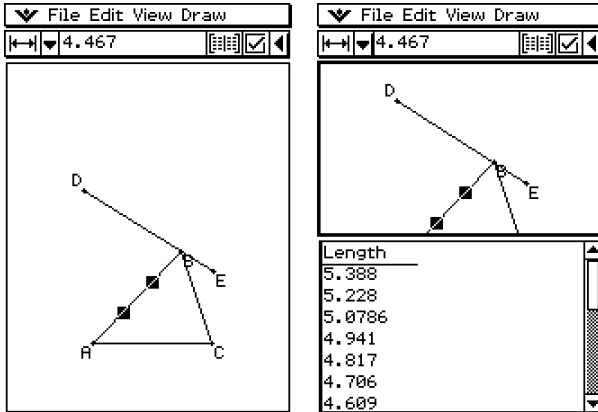 File Edit View Draw
4.467
D
B
E
A
C
File Edit View Draw
4.467
D
B
E
Length
5.388
5.228
5.0786
4.941
4.817
4.706
4.609